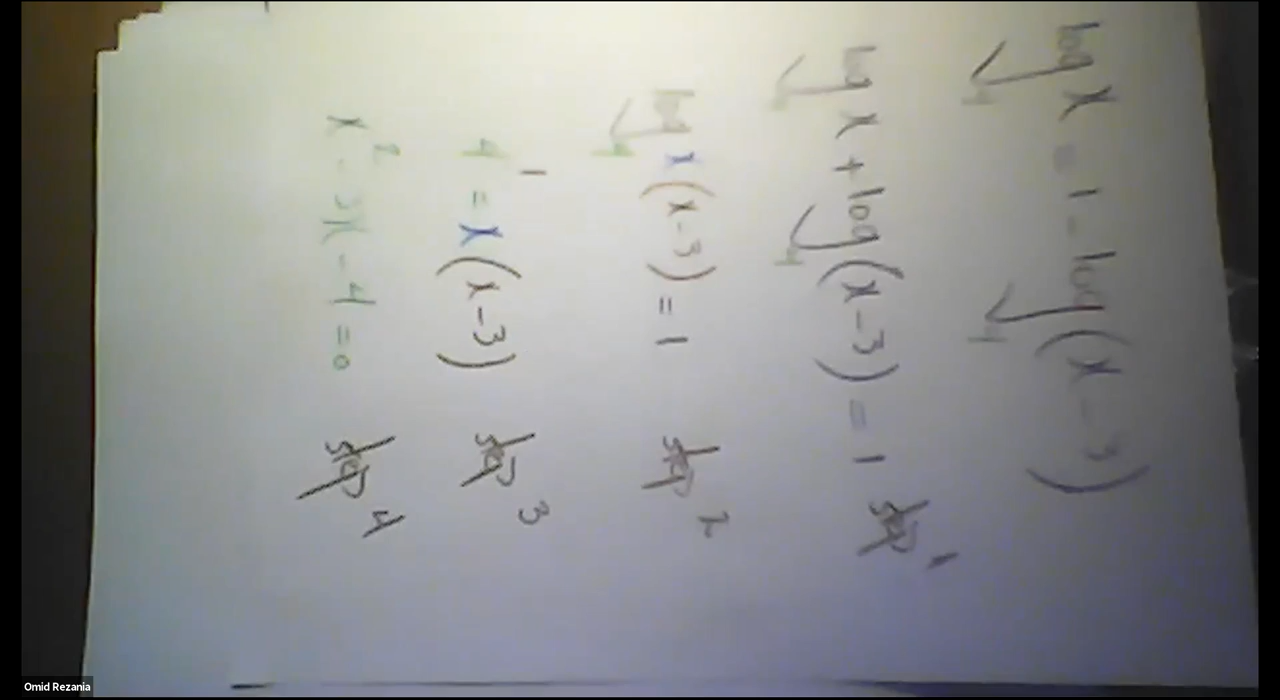 log₄ x = 1 - log₄ (x - 3)
log₄ x + log₄ (x - 3) = 1 step 1
log₄ x (x - 3) = 1 step 2
4¹ = x (x - 3) step 3
x² - 3x - 4 = 0 step 4
Omid Rezania